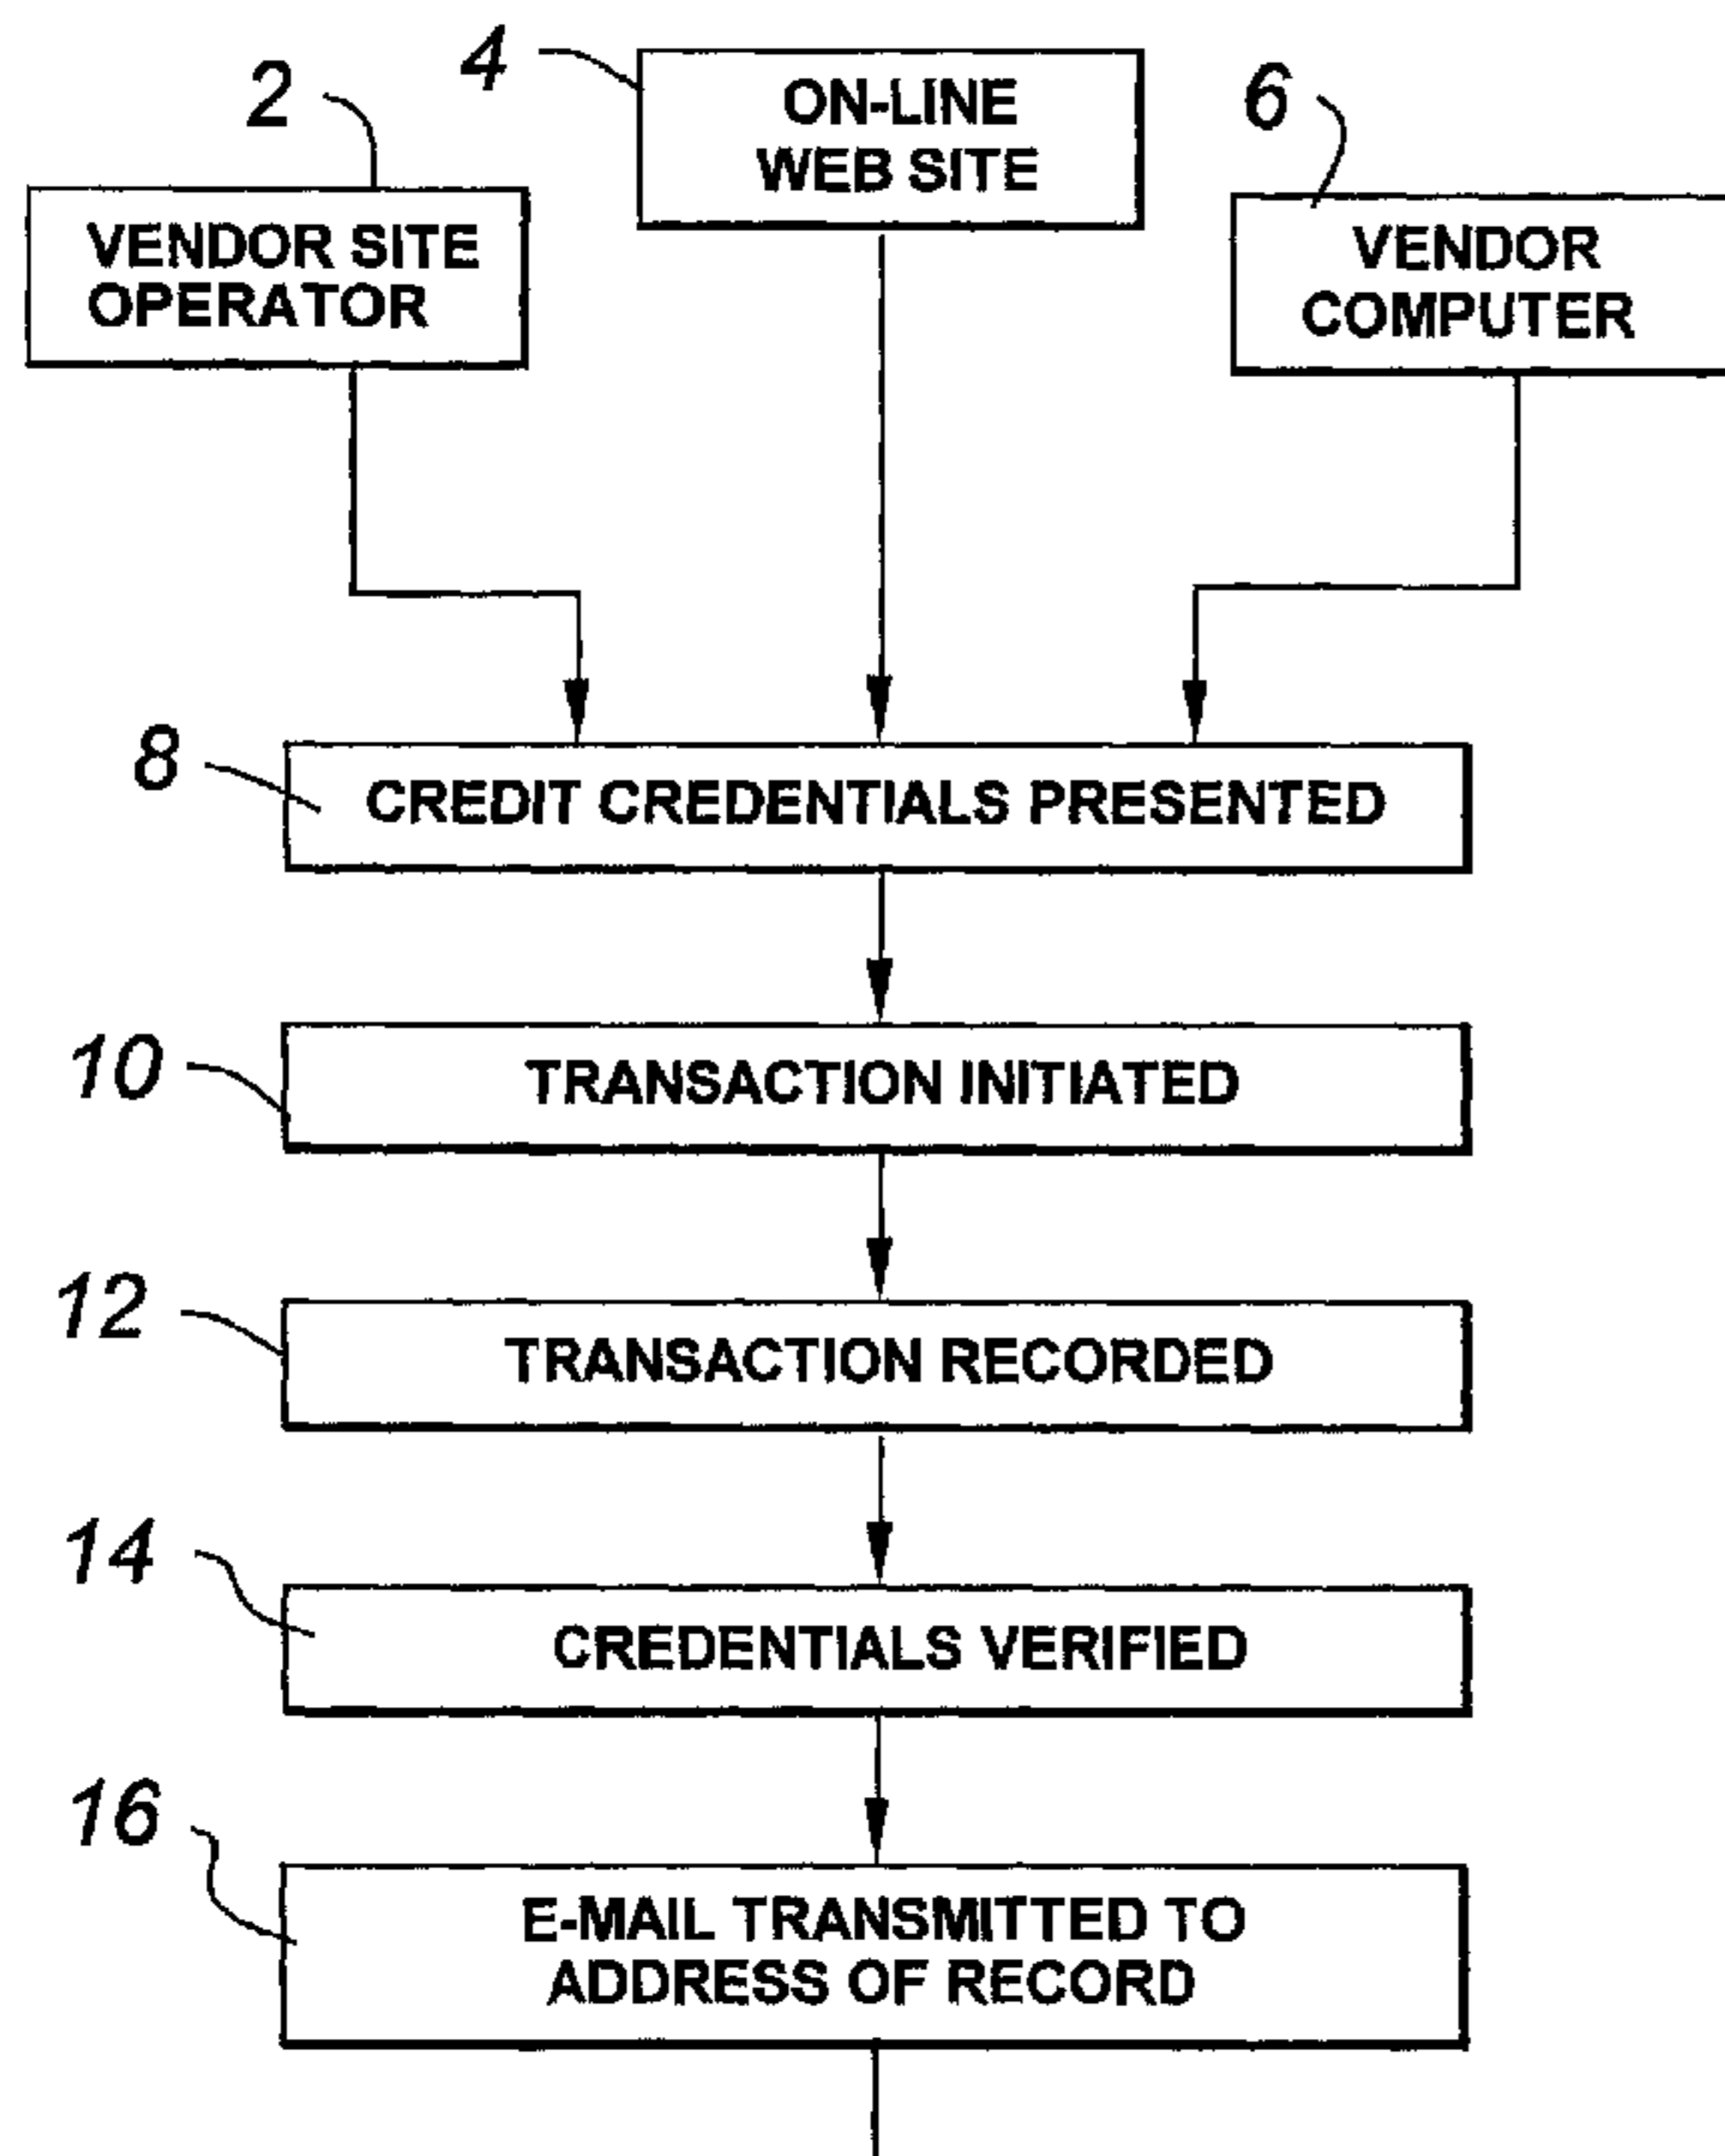 4
2
6
ON-LINE
WEB SITE
VENDOR SITE
OPERATOR
VENDOR
COMPUTER
8
CREDIT CREDENTIALS PRESENTED
10
TRANSACTION INITIATED
12
TRANSACTION RECORDED
14
CREDENTIALS VERIFIED
16
E-MAIL TRANSMITTED TO
ADDRESS OF RECORD